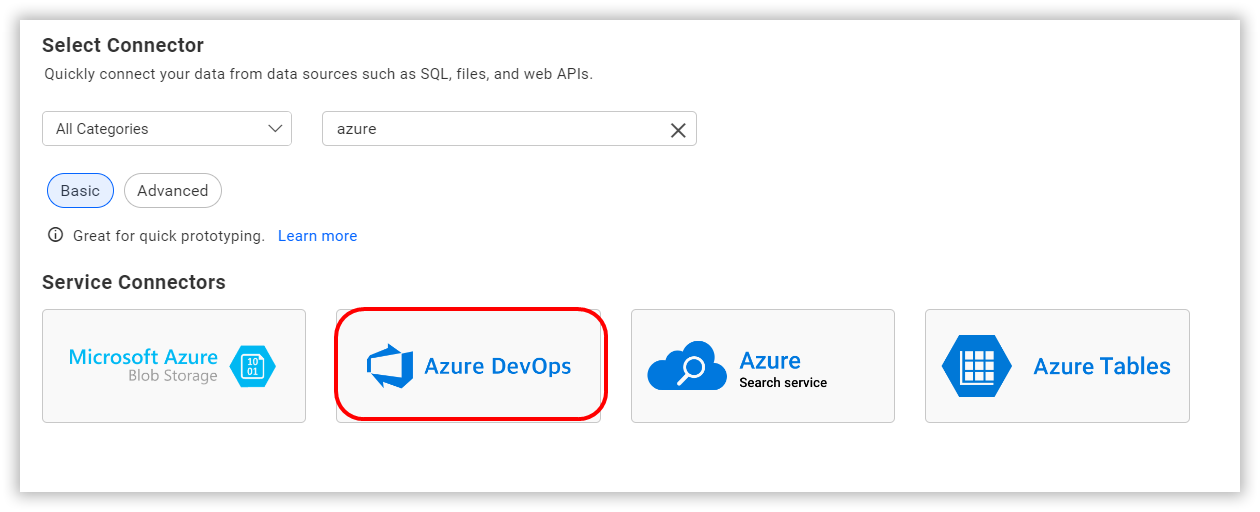 Select Connector
Quickly connect your data from data sources such as SQL, files, and web APIs.
All Categories
azure
Basic
Advanced
Great for quick prototyping. Learn more
Service Connectors
Microsoft Azure
Blob Storage
10
01
Azure DevOps
Azure
Search service
Azure Tables